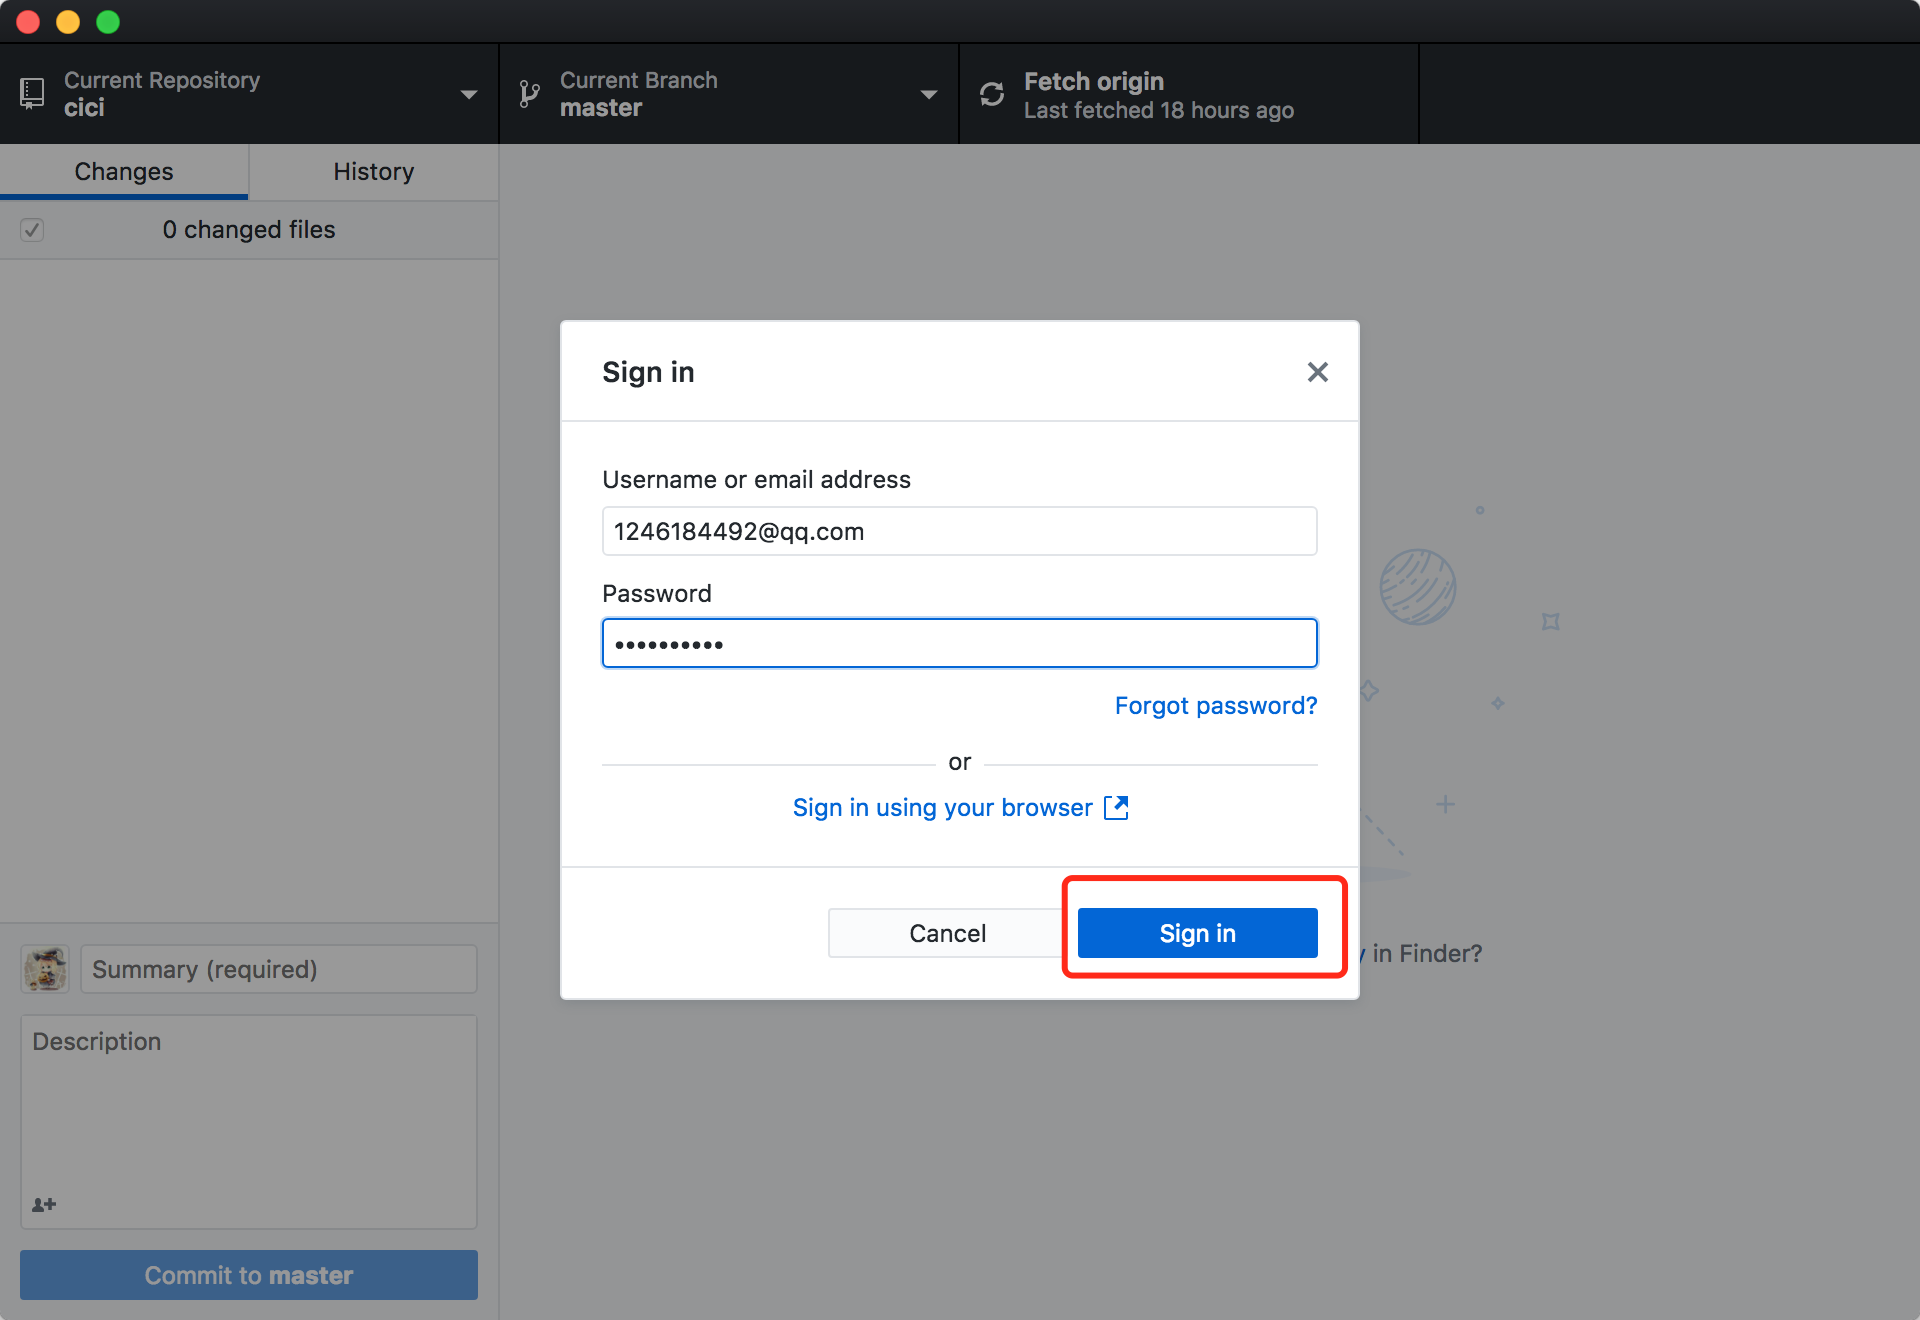 Current Repository
cici
Current Branch
master
Fetch origin
Last fetched 18 hours ago
Changes
History
0 changed files
Sign in
Username or email address
1246184492@qq.com
Password
••••••••••
Forgot password?
or
Sign in using your browser
Cancel
Sign in
y in Finder?
Summary (required)
Description
Commit to master